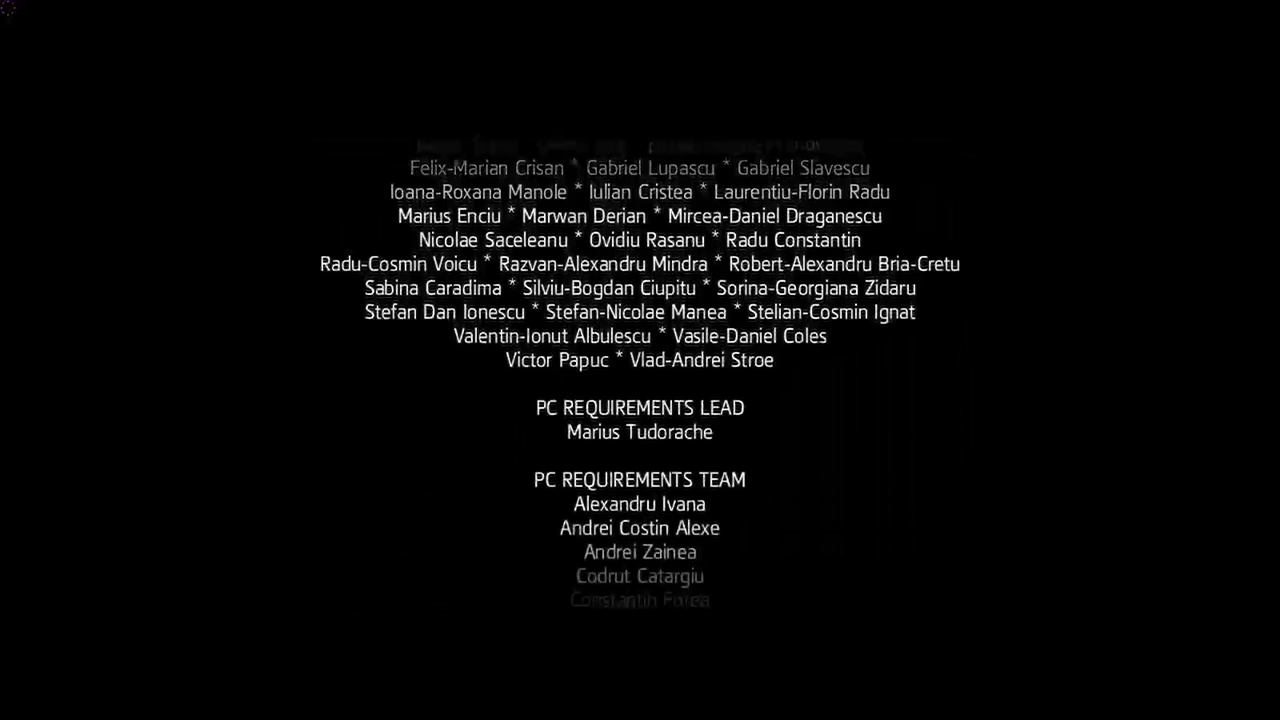 Felix-Marian Crisan * Gabriel Lupascu * Gabriel Slavescu
Ioana-Roxana Manole * Iulian Cristea * Laurentiu-Florin Radu
Marius Enciu * Marwan Derian * Mircea-Daniel Draganescu
Nicolae Saceleanu * Ovidiu Rasanu * Radu Constantin
Radu-Cosmin Voicu * Razvan-Alexandru Mindra * Robert-Alexandru Bria-Cretu
Sabina Caradima * Silviu-Bogdan Ciupitu * Sorina-Georgiana Zidaru
Stefan Dan Ionescu * Stefan-Nicolae Manea * Stelian-Cosmin Ignat
Valentin-Ionut Albulescu * Vasile-Daniel Coles
Victor Papuc * Vlad-Andrei Stroe
PC REQUIREMENTS LEAD
Marius Tudorache
PC REQUIREMENTS TEAM
Alexandru Ivana
Andrei Costin Alexe
Andrei Zainea
Codrut Catargiu
Constantin